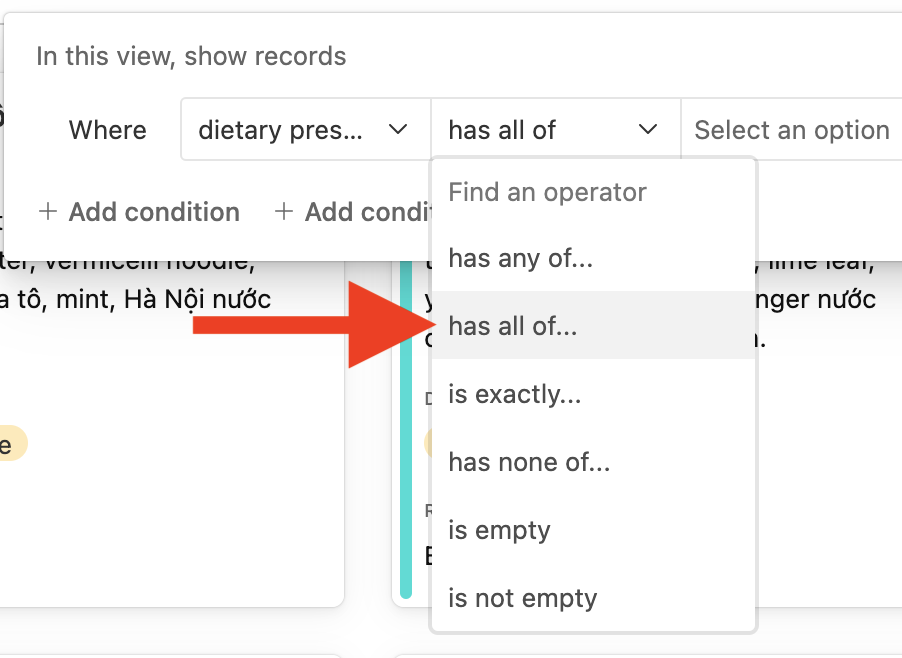 In this view, show records
Where
dietary pres...
has all of
Select an option
+ Add condition
+ Add condit
Find an operator
has any of...
has all of...
is exactly...
has none of...
is empty
is not empty
vermicelli noodle,
tô, mint, Hà Nội nước
lime leaf,
nước